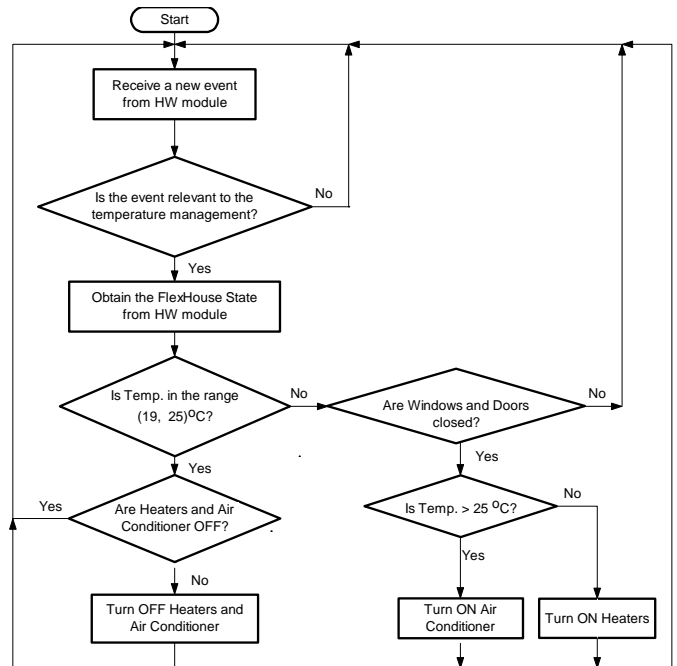 Start
Receive a new event
from HW module
Is the event relevant to the
temperature management?
No
Yes
Obtain the FlexHouse State
from HW module
Is Temp. in the range
(19, 25)ºC?
No
Are Windows and Doors
closed?
No
Yes
Yes
Yes
Are Heaters and Air
Conditioner OFF?
Is Temp. > 25 ºC?
No
Yes
No
Turn OFF Heaters and
Air Conditioner
Turn ON Air
Conditioner
Turn ON Heaters